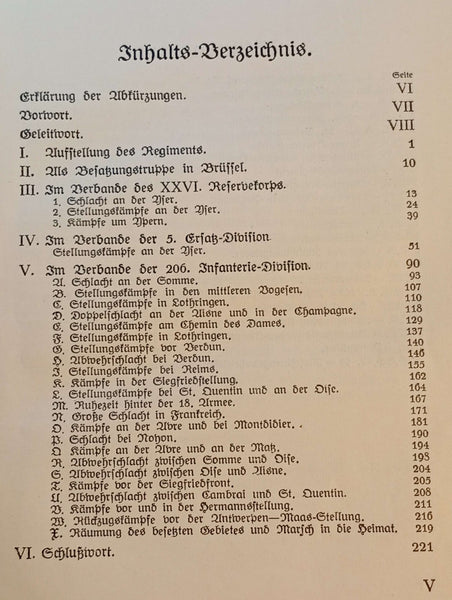 Inhalts-Verzeichnis.
Seite
Erklärung der Abkürzungen. VI
Vorwort. VII
Geleitwort. VIII
I. Aufstellung des Regiments. 1
II. Als Besatzungstruppe in Brüssel. 10
III. Im Verbande des XXVI. Reservekorps.
1. Schlacht an der Yser. 13
2. Stellungskämpfe an der Yser. 24
3. Kämpfe um Ypern. 39
IV. Im Verbande der 5. Ersatz-Division
Stellungskämpfe an der Yser. 51
V. Im Verbande der 206. Infanterie-Division. 90
A. Schlacht an der Somme. 93
B. Stellungskämpfe in den mittleren Vogesen. 107
C. Stellungskämpfe in Lothringen. 110
D. Doppelschlacht an der Aisne und in der Champagne. 118
E. Stellungskämpfe am Chemin des Dames. 129
F. Stellungskämpfe in Lothringen. 137
G. Stellungskämpfe vor Verdun. 140
H. Abwehrschlacht bei Verdun. 146
I. Stellungskämpfe bei Reims. 155
K. Kämpfe in der Siegfriedstellung. 162
L. Stellungskämpfe bei St. Quentin und an der Oise. 164
M. Ruhezeit hinter der 18. Armee. 167
N. Große Schlacht in Frankreich. 171
O. Kämpfe an der Avre und bei Montdidier. 181
P. Schlacht bei Noyon. 190
Q Kämpfe an der Avre und an der Matz. 194
R. Abwehrschlacht zwischen Somme und Oise. 198
S. Abwehrschlacht zwischen Oise und Aisne. 204
T. Kämpfe vor der Siegfriedfront. 205
U. Abwehrschlacht zwischen Cambrai und St. Quentin. 208
V. Kämpfe vor und in der Hermannstellung. 211
W. Rückzugskämpfe vor der Antwerpen—Maas-Stellung. 216
X. Räumung des besetzten Gebietes und Marsch in die Heimat. 219
VI. Schlußwort. 221
V